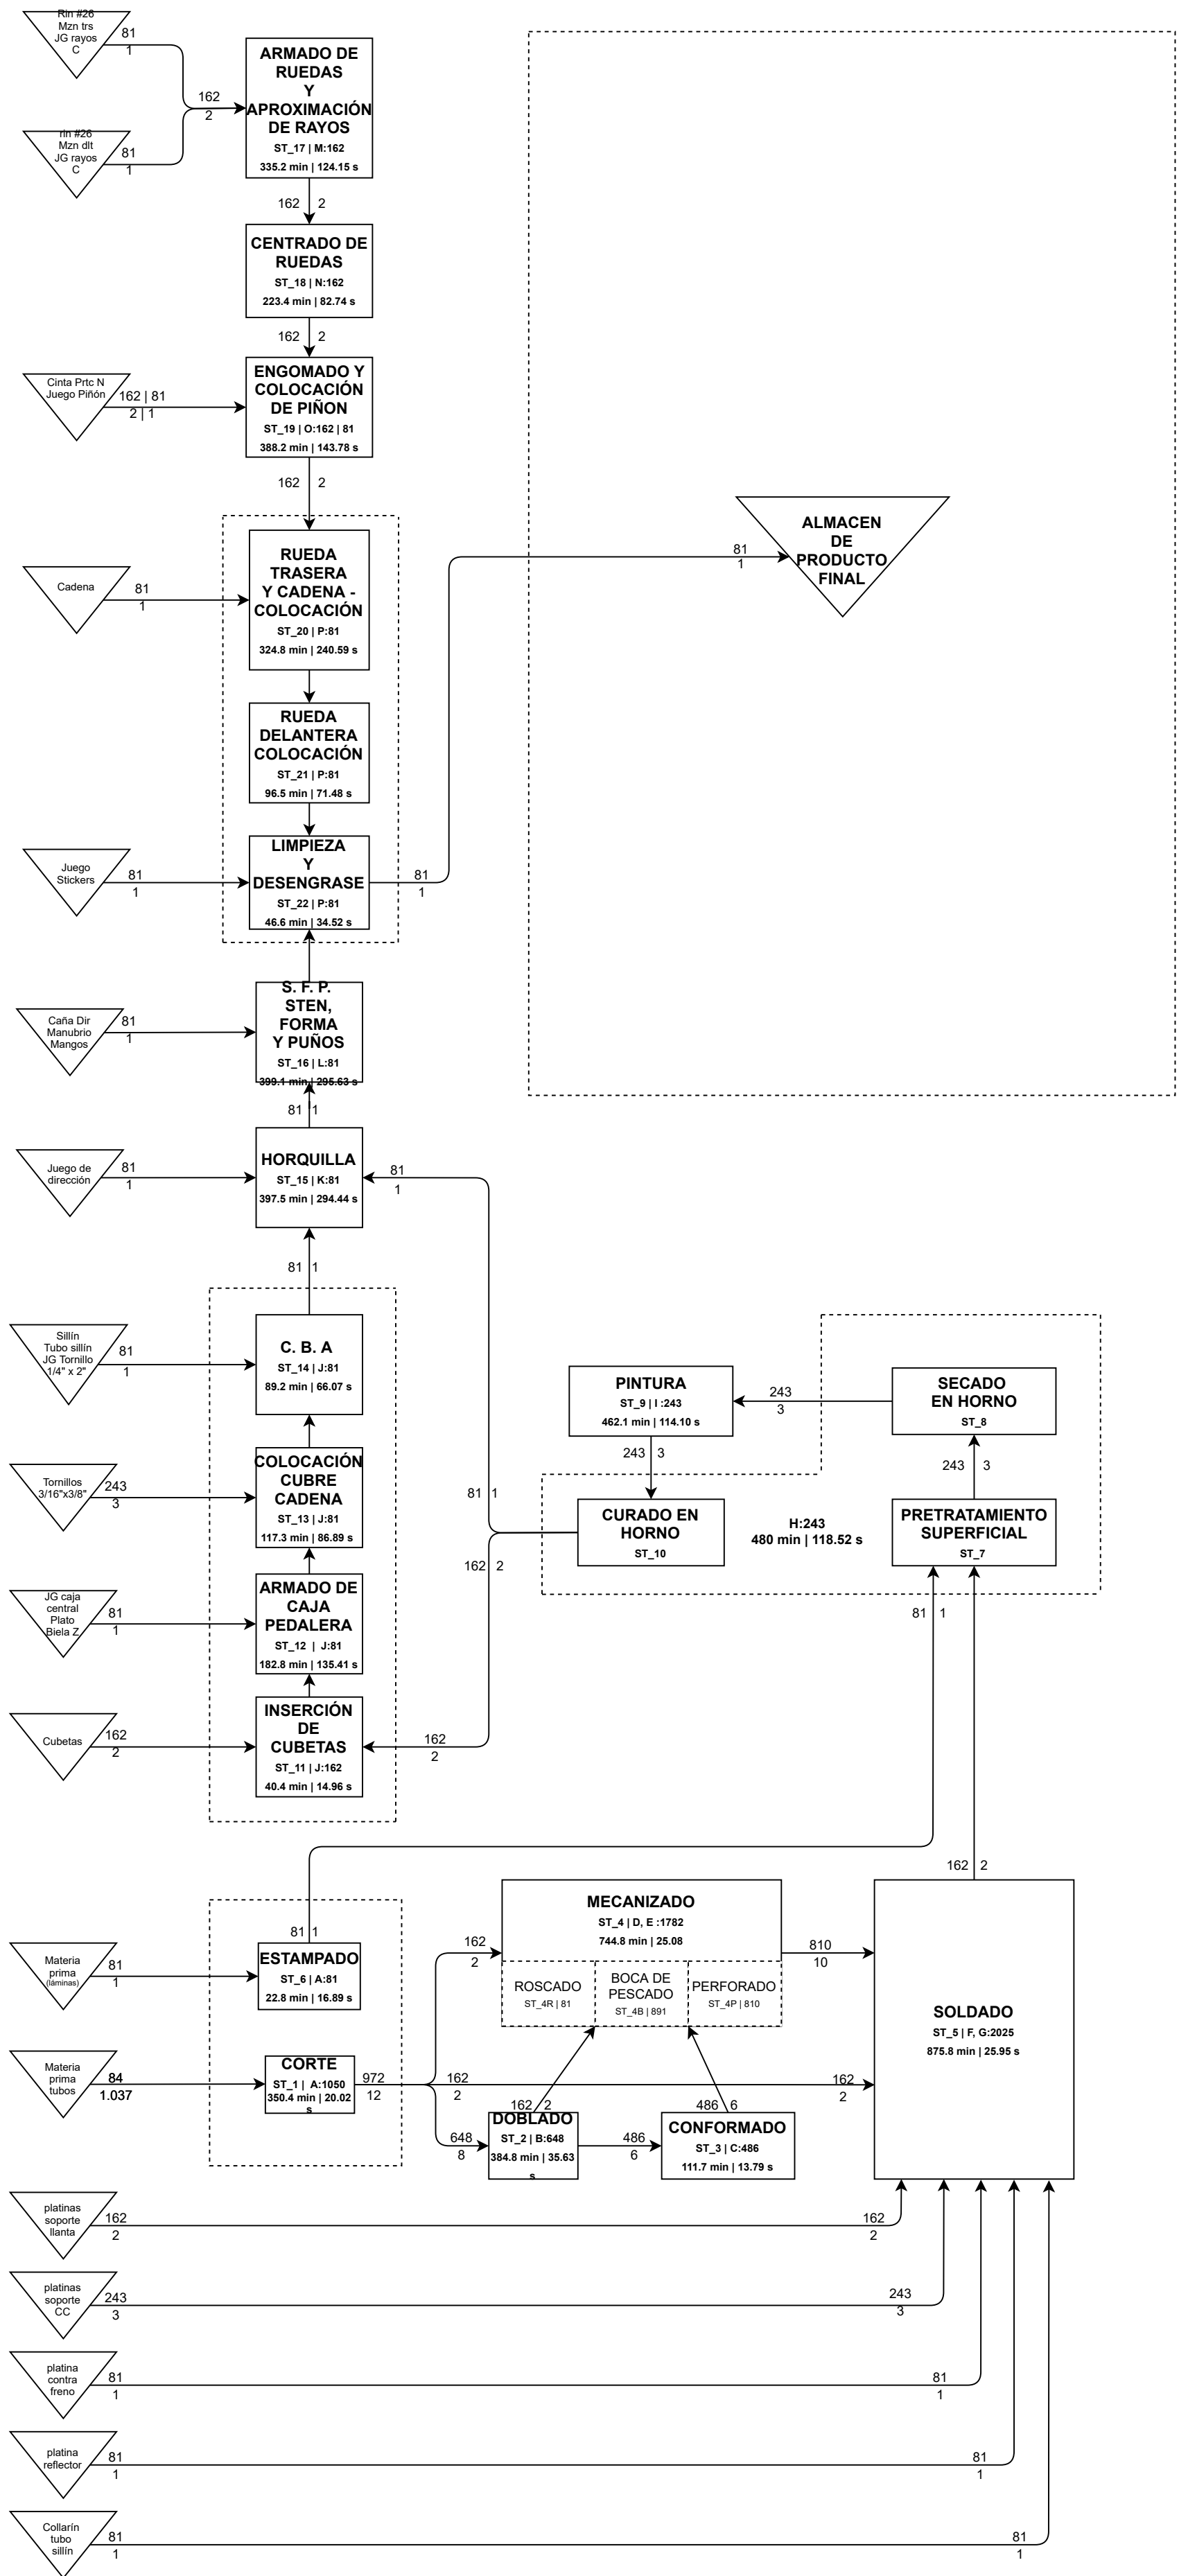 Rin #26
Mzn trs
JG rayos
C
81
1
rin #26
Mzn dlt
JG rayos
C
81
1
162
2
ARMADO DE
RUEDAS
Y
APROXIMACIÓN
DE RAYOS
ST_17 | M:162
335.2 min | 124.15 s
162 2
CENTRADO DE
RUEDAS
ST_18 | N:162
223.4 min | 82.74 s
162 2
Cinta Prtc N
Juego Piñón
162 | 81
2 | 1
ENGOMADO Y
COLOCACIÓN
DE PIÑON
ST_19 | O:162 | 81
388.2 min | 143.78 s
162 2
Cadena
81
1
RUEDA
TRASERA
Y CADENA -
COLOCACIÓN
ST_20 | P:81
324.8 min | 240.59 s
RUEDA
DELANTERA
COLOCACIÓN
ST_21 | P:81
96.5 min | 71.48 s
Juego
Stickers
81
1
LIMPIEZA
Y
DESENGRASE
ST_22 | P:81
46.6 min | 34.52 s
81
1
81
1
ALMACEN
DE
PRODUCTO
FINAL
Caña Dir
Manubrio
Mangos
81
1
S. F. P.
STEN,
FORMA
Y PUÑOS
ST_16 | L:81
399.1 min | 295.63 s
81 1
Juego de
dirección
81
1
HORQUILLA
ST_15 | K:81
397.5 min | 294.44 s
81
1
81 1
Sillín
Tubo sillín
JG Tornillo
1/4" x 2"
81
1
C. B. A
ST_14 | J:81
89.2 min | 66.07 s
Tornillos
3/16"x3/8"
243
3
COLOCACIÓN
CUBRE
CADENA
ST_13 | J:81
117.3 min | 86.89 s
JG caja
central
Plato
Biela Z
81
1
ARMADO DE
CAJA
PEDALERA
ST_12 | J:81
182.8 min | 135.41 s
Cubetas
162
2
INSERCIÓN
DE
CUBETAS
ST_11 | J:162
40.4 min | 14.96 s
162
2
81 1
162 2
PINTURA
ST_9 | I :243
462.1 min | 114.10 s
243
3
SECADO
EN HORNO
ST_8
243 3
243 3
CURADO EN
HORNO
ST_10
H:243
480 min | 118.52 s
PRETRATAMIENTO
SUPERFICIAL
ST_7
81 1
162 2
81 1
Materia
prima
(láminas)
81
1
ESTAMPADO
ST_6 | A:81
22.8 min | 16.89 s
Materia
prima
tubos
84
1.037
CORTE
ST_1 | A:1050
350.4 min | 20.02
s
972
12
162
2
162
2
648
8
MECANIZADO
ST_4 | D, E :1782
744.8 min | 25.08
ROSCADO
ST_4R | 81
BOCA DE
PESCADO
ST_4B | 891
PERFORADO
ST_4P | 810
810
10
162 2
486 6
DOBLADO
ST_2 | B:648
384.8 min | 35.63
s
486
6
CONFORMADO
ST_3 | C:486
111.7 min | 13.79 s
162
2
SOLDADO
ST_5 | F, G:2025
875.8 min | 25.95 s
platinas
soporte
llanta
162
2
162
2
platinas
soporte
CC
243
3
243
3
platina
contra
freno
81
1
81
1
platina
reflector
81
1
81
1
Collarín
tubo
sillín
81
1
81
1